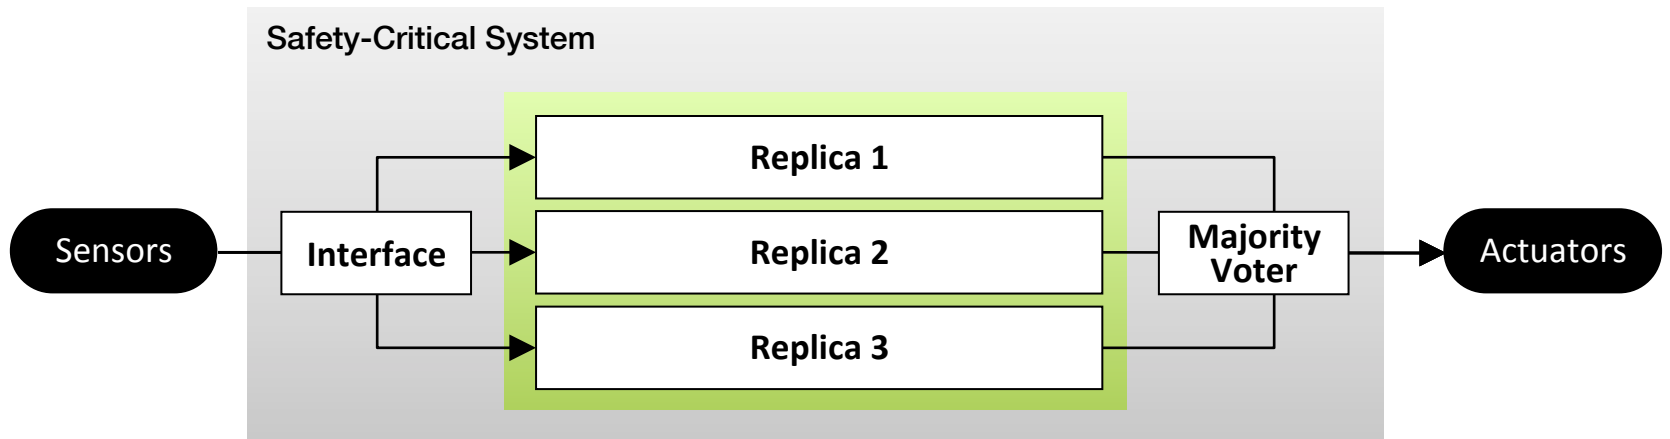 Safety-Critical System
Sensors
Interface
Replica 1
Replica 2
Replica 3
Majority
Voter
Actuators